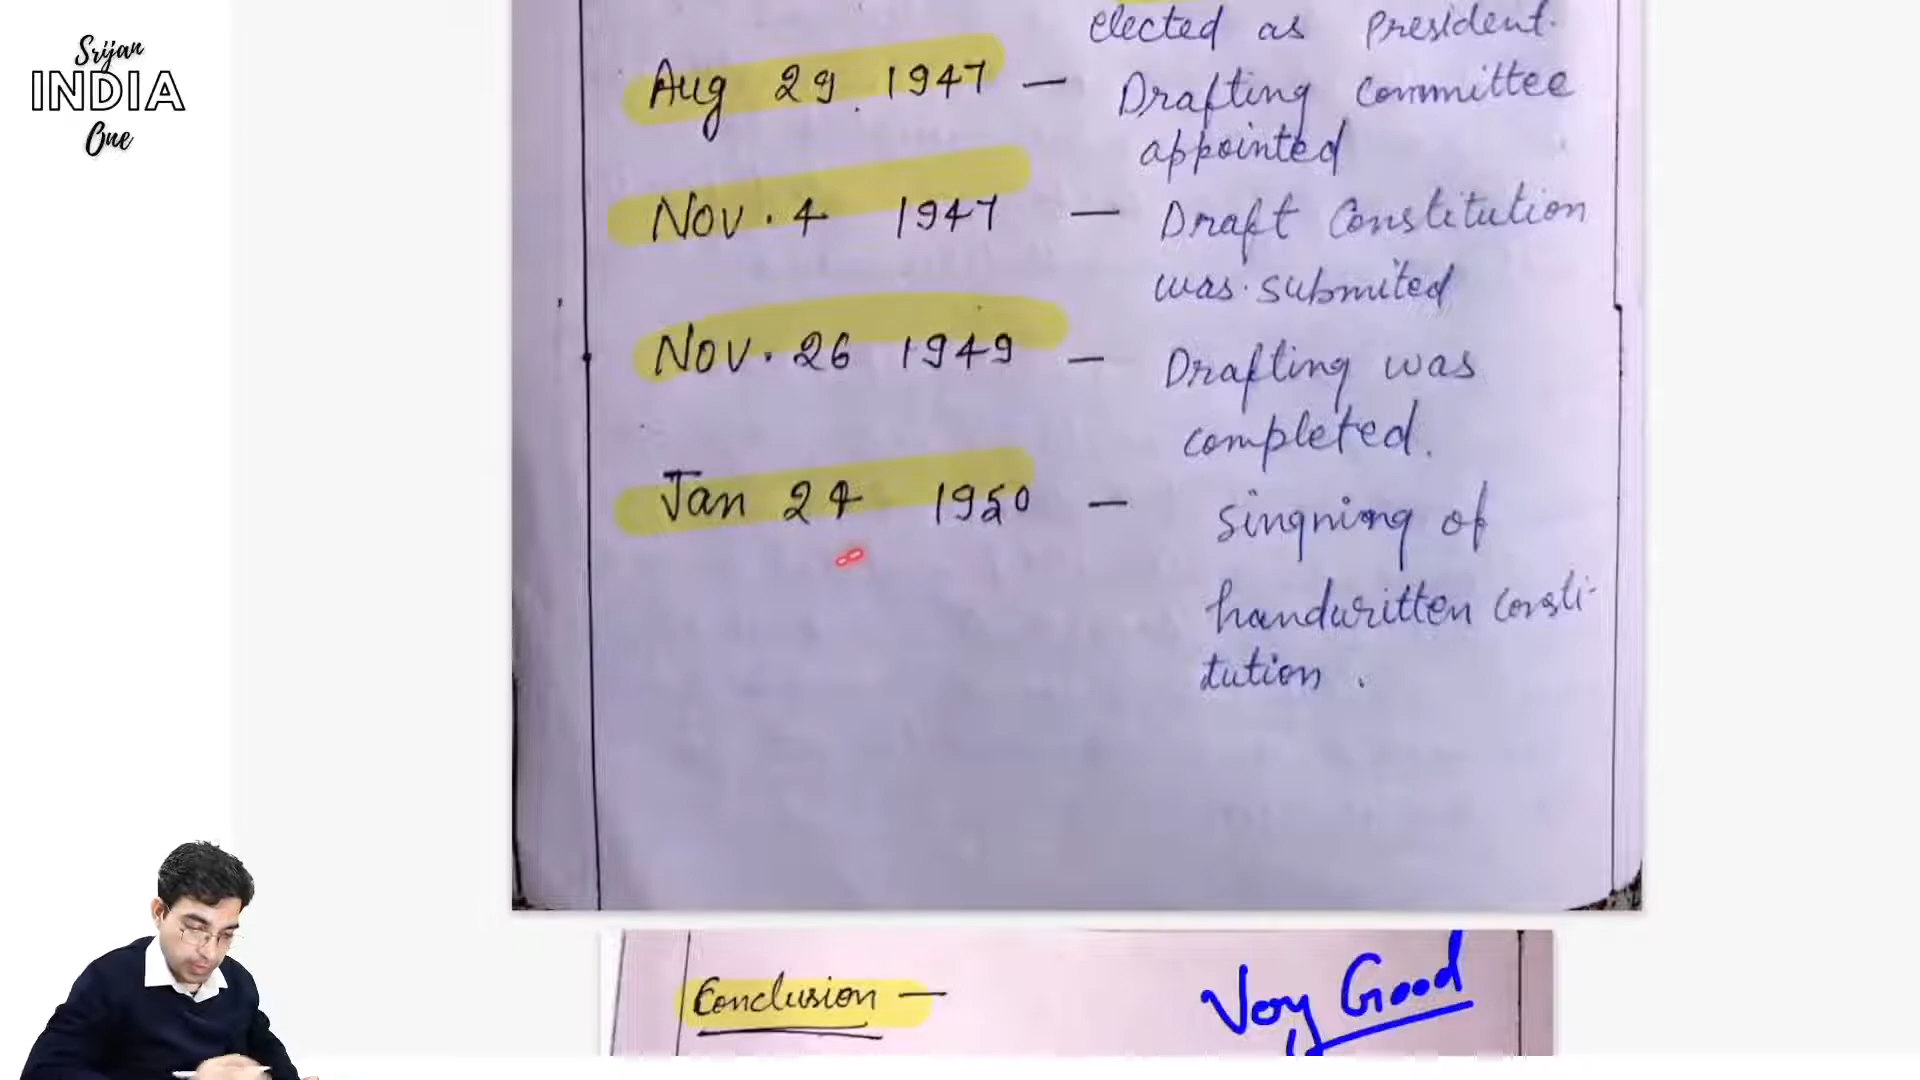 Srijan
INDIA
One
elected as President.
Aug 29. 1947 — Drafting Committee
appointed
Nov. 4 1947 — Draft Constitution
was submited
Nov. 26 1949 — Drafting was
completed.
Jan 24 1950 — Singning of
handwritten consti-
tution.
Conclusion —
Very Good